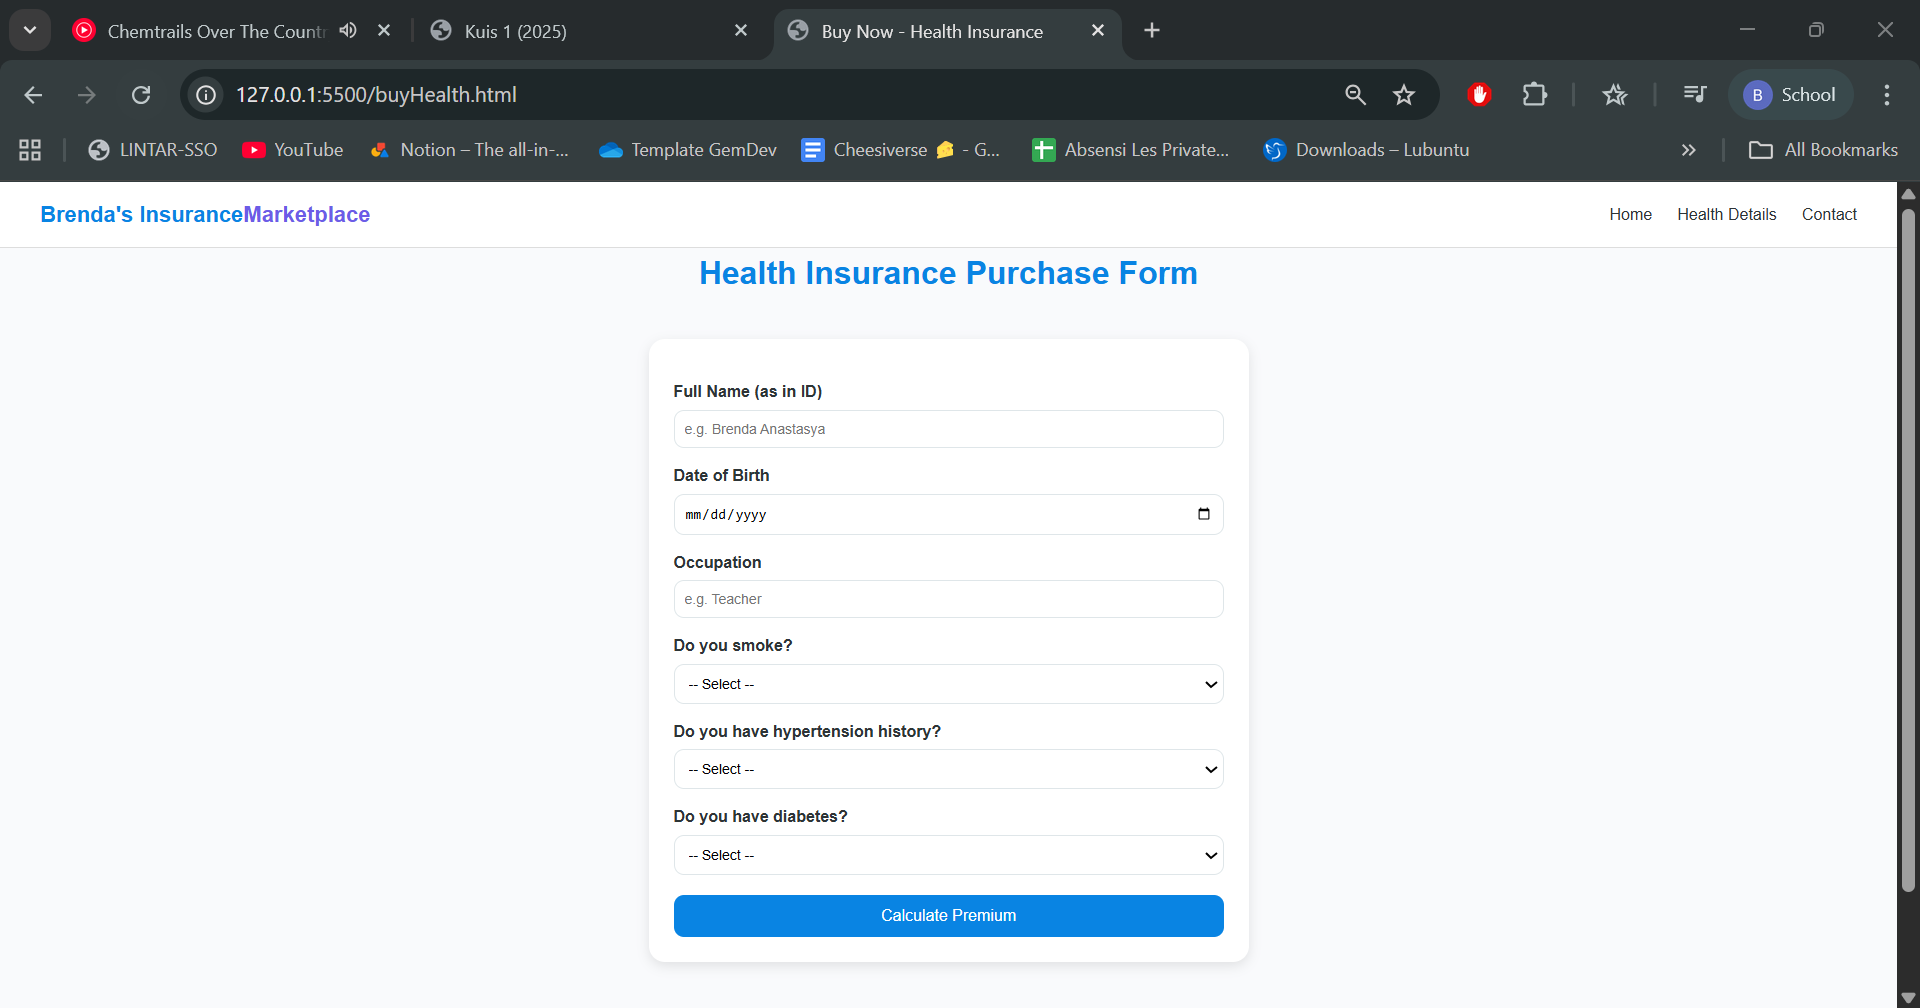 Chemtrails Over The Count
Kuis 1 (2025)
Buy Now - Health Insurance
127.0.0.1:5500/buyHealth.html
B School
LINTAR-SSO
YouTube
Notion – The all-in-...
Template GemDev
Cheesiverse 🧀 - G...
Absensi Les Private...
Downloads – Lubuntu
All Bookmarks
Brenda's InsuranceMarketplace
Home
Health Details
Contact
Health Insurance Purchase Form
Full Name (as in ID)
e.g. Brenda Anastasya
Date of Birth
mm/dd/yyyy
Occupation
e.g. Teacher
Do you smoke?
-- Select --
Do you have hypertension history?
-- Select --
Do you have diabetes?
-- Select --
Calculate Premium